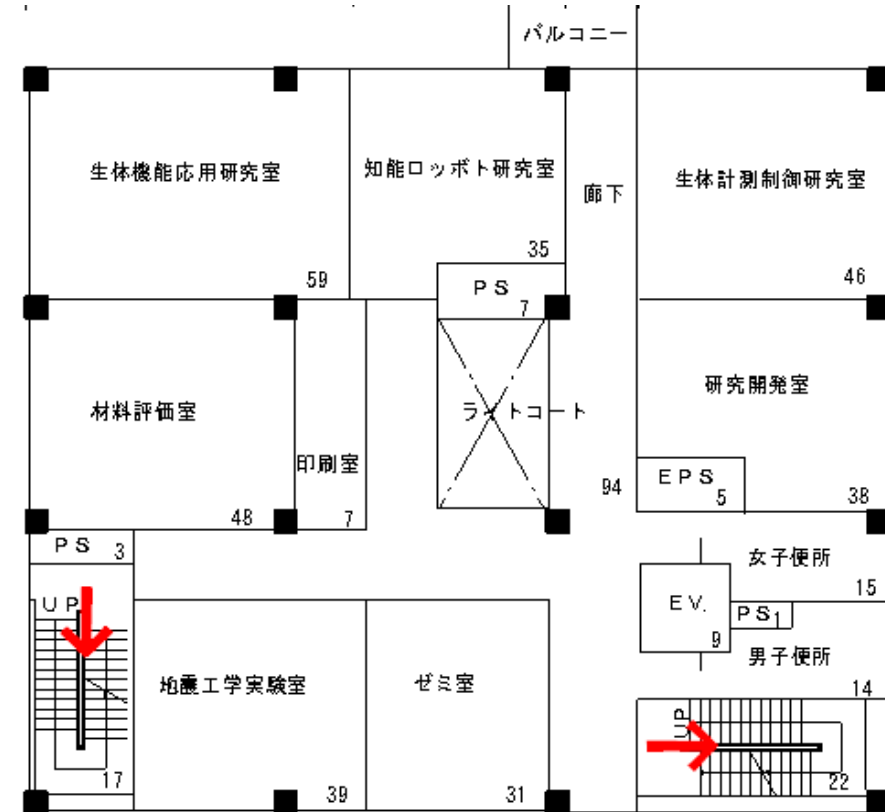 バルコニー
生体機能応用研究室
知能ロッボト研究室
廊下
生体計測制御研究室
35
59
PS
7
46
材料評価室
ライトコート
研究開発室
印刷室
48
7
94
EPS
5
38
PS
3
女子便所
15
UP
EV.
9
PS1
男子便所
14
地震工学実験室
ゼミ室
UP
17
39
31
22